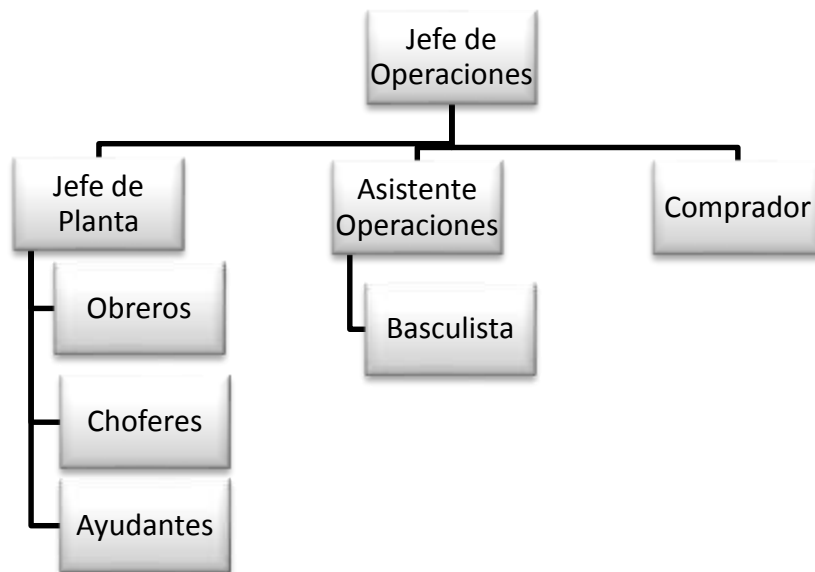 Jefe de
Operaciones
Jefe de
Planta
Asistente
Operaciones
Comprador
Obreros
Basculista
Choferes
Ayudantes